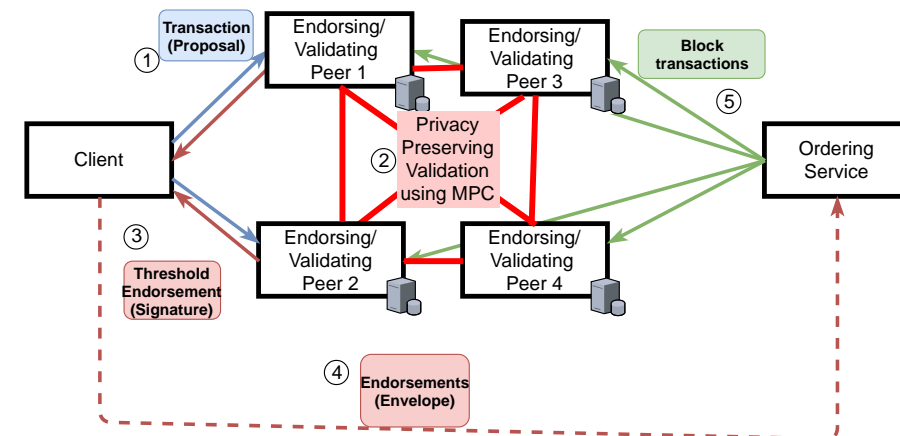 Transaction
(Proposal)
1
Endorsing/
Validating
Peer 1
Endorsing/
Validating
Peer 3
Block
transactions
5
Client
2
Privacy
Preserving
Validation
using MPC
Ordering
Service
3
Threshold
Endorsement
(Signature)
Endorsing/
Validating
Peer 2
Endorsing/
Validating
Peer 4
4
Endorsements
(Envelope)